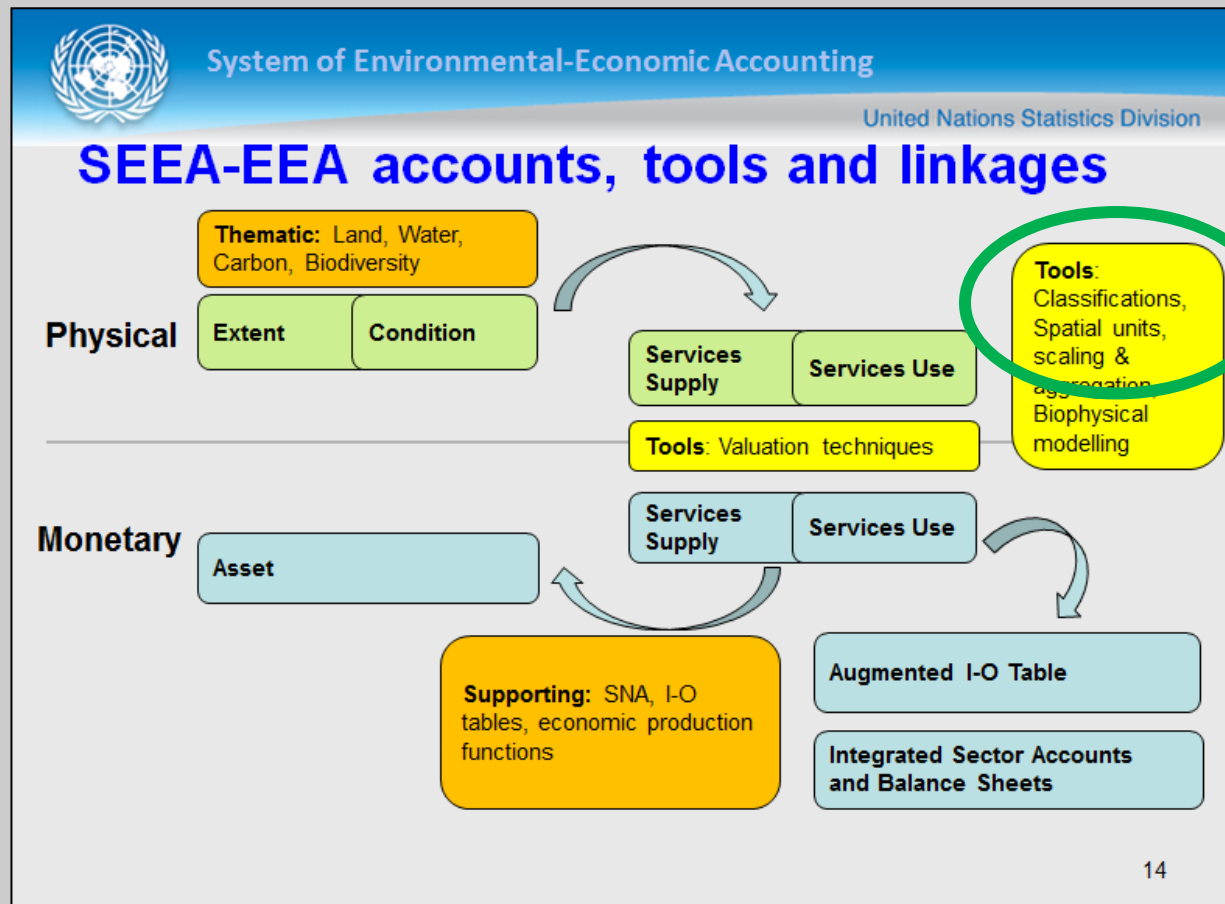 System of Environmental-Economic Accounting
United Nations Statistics Division
SEEA-EEA accounts, tools and linkages
Thematic: Land, Water,
Carbon, Biodiversity
Physical
Extent
Condition
Services
Supply
Services Use
Tools:
Classifications,
Spatial units,
scaling &
aggregation,
Biophysical
modelling
Tools: Valuation techniques
Monetary
Asset
Services
Supply
Services Use
Supporting: SNA, I-O
tables, economic production
functions
Augmented I-O Table
Integrated Sector Accounts
and Balance Sheets
14